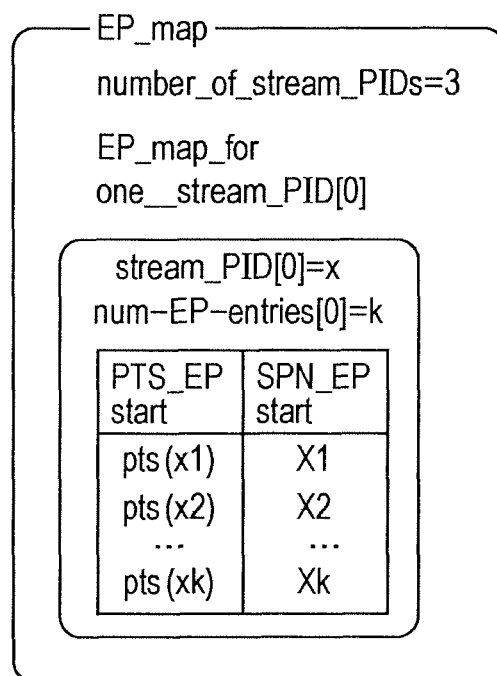 EP_map
number_of_stream_PIDs=3
EP_map_for
one__stream_PID[0]
stream_PID[0]=x
num-EP-entries[0]=k
PTS_EP SPN_EP
start start
pts(x1) X1
pts(x2) X2
... ...
pts(xk) Xk